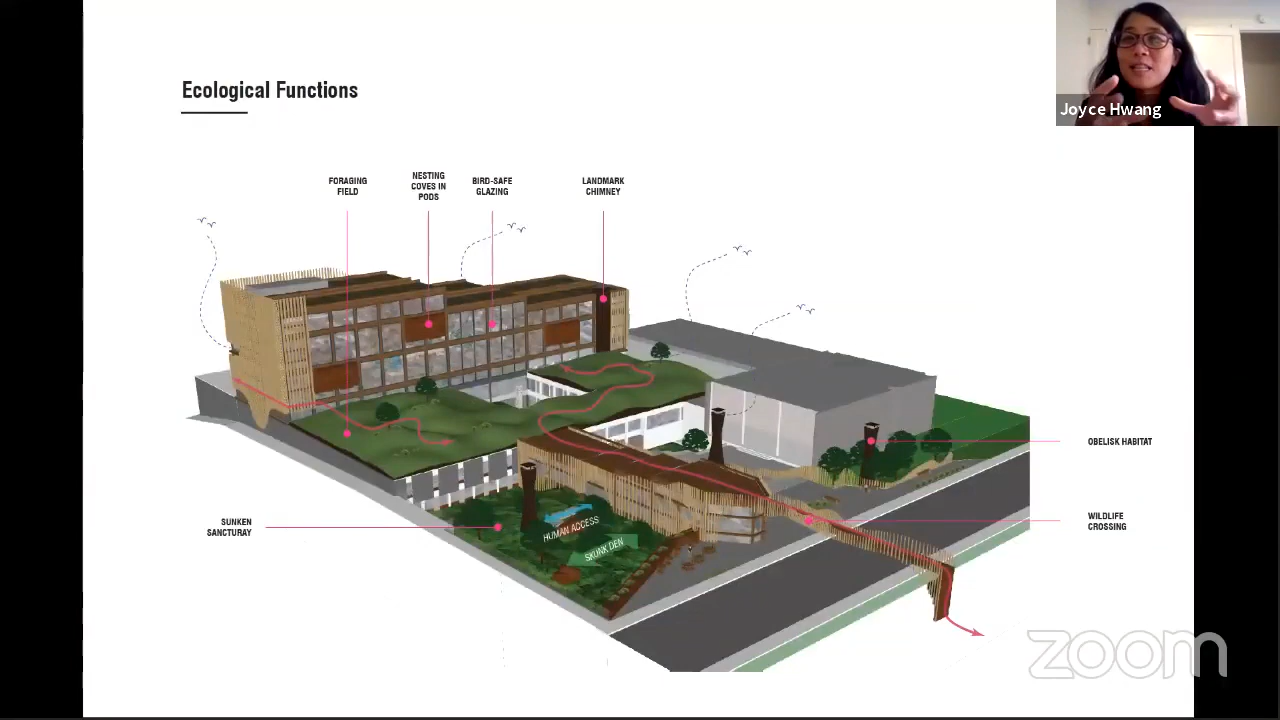 Ecological Functions
Joyce Hwang
FORAGING
FIELD
NESTING
COVES IN
PODS
BIRD-SAFE
GLAZING
LANDMARK
CHIMNEY
OBELISK HABITAT
SUNKEN
SANCTURAY
HUMAN ACCESS
SKUNK DEN
WILDLIFE
CROSSING
zoom